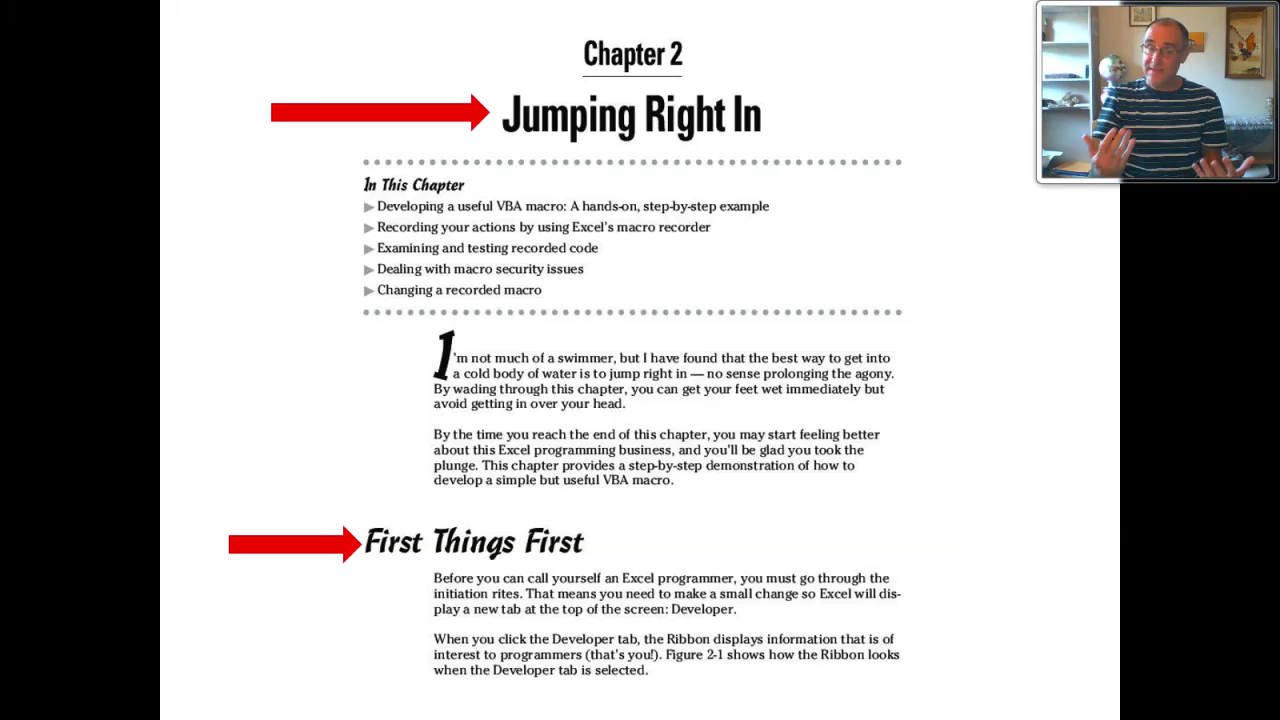 Chapter 2
Jumping Right In
In This Chapter
▶ Developing a useful VBA macro: A hands-on, step-by-step example
▶ Recording your actions by using Excel's macro recorder
▶ Examining and testing recorded code
▶ Dealing with macro security issues
▶ Changing a recorded macro
I'm not much of a swimmer, but I have found that the best way to get into
a cold body of water is to jump right in — no sense prolonging the agony.
By wading through this chapter, you can get your feet wet immediately but
avoid getting in over your head.
By the time you reach the end of this chapter, you may start feeling better
about this Excel programming business, and you'll be glad you took the
plunge. This chapter provides a step-by-step demonstration of how to
develop a simple but useful VBA macro.
First Things First
Before you can call yourself an Excel programmer, you must go through the
initiation rites. That means you need to make a small change so Excel will dis-
play a new tab at the top of the screen: Developer.
When you click the Developer tab, the Ribbon displays information that is of
interest to programmers (that's you!). Figure 2-1 shows how the Ribbon looks
when the Developer tab is selected.